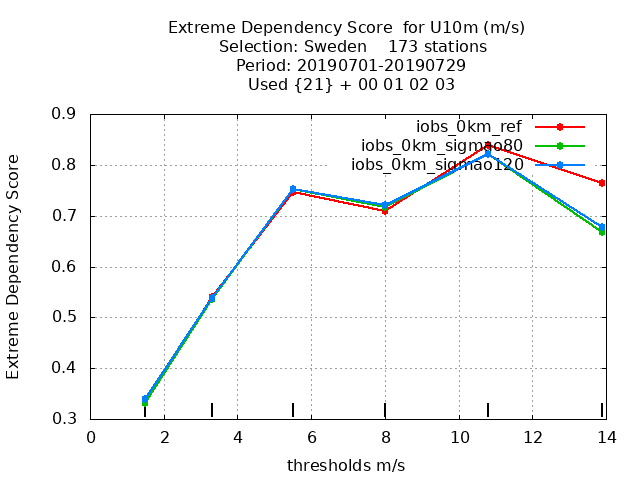 Extreme Dependency Score  for U10m (m/s)
Selection: Sweden    173 stations
Period: 20190701-20190729
Used {21} + 00 01 02 03
iobs_0km_ref
iobs_0km_sigmao80
iobs_0km_sigmao120
Extreme Dependency Score
0.9
0.8
0.7
0.6
0.5
0.4
0.3
0 2 4 6 8 10 12 14
thresholds m/s